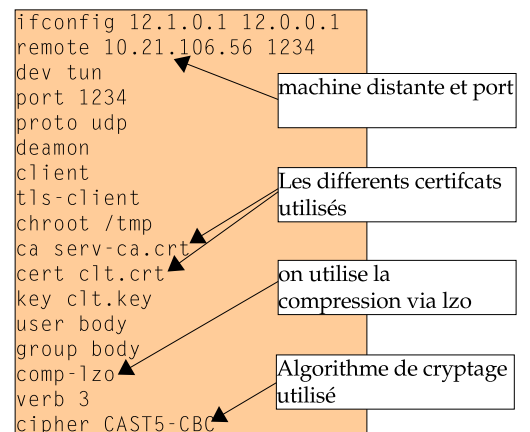 ifconfig 12.1.0.1 12.0.0.1
remote 10.21.106.56 1234
dev tun
port 1234
proto udp
deamon
client
tls-client
chroot /tmp
ca serv-ca.crt
cert clt.crt
key clt.key
user body
group body
comp-lzo
verb 3
cipher CAST5-CBC
machine distante et port
Les differents certifcats
utilisés
on utilise la
compression via lzo
Algorithme de cryptage
utilisé